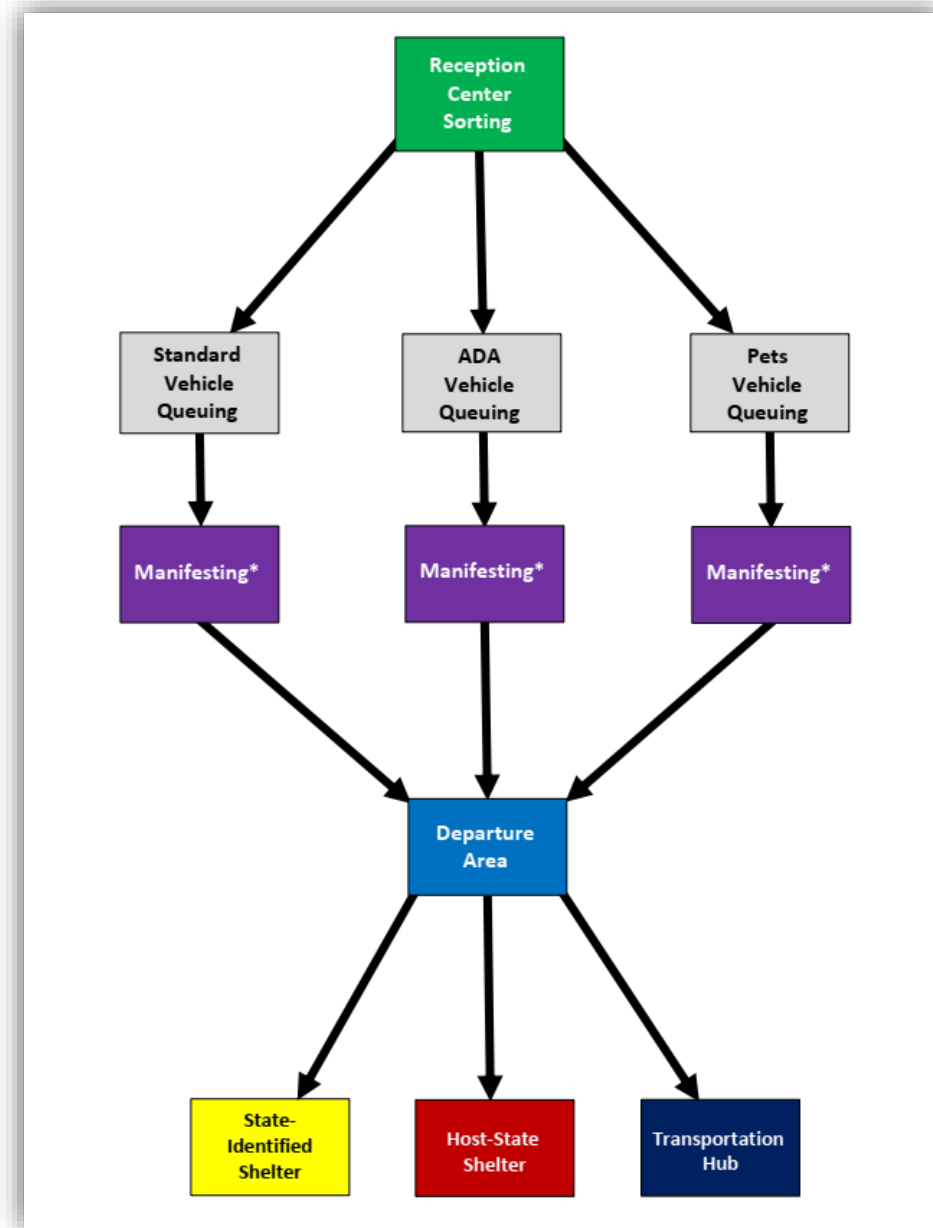 Reception
Center
Sorting
Standard
Vehicle
Queuing
ADA
Vehicle
Queuing
Pets
Vehicle
Queuing
Manifesting*
Manifesting*
Manifesting*
Departure
Area
State-
Identified
Shelter
Host-State
Shelter
Transportation
Hub